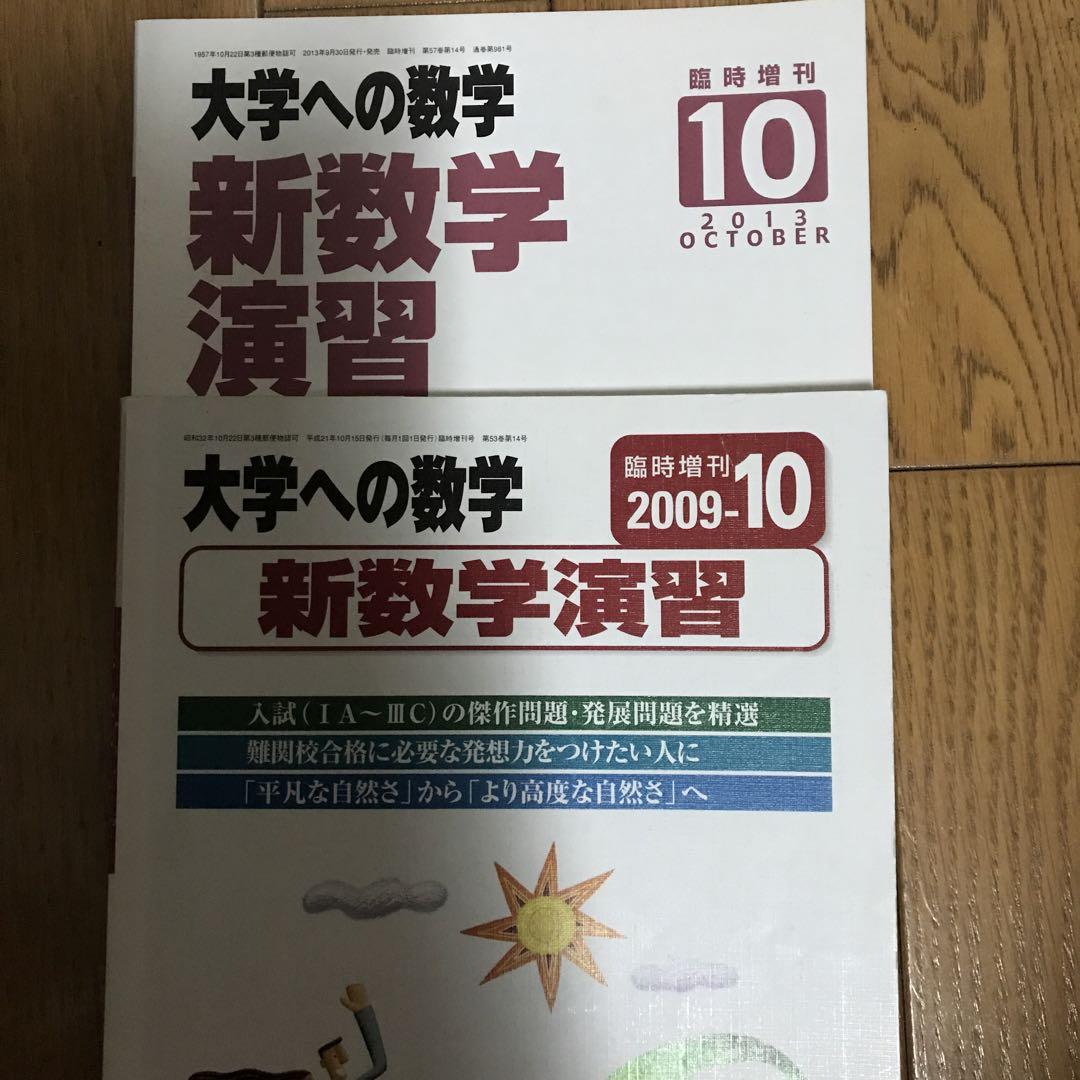 1957年10月22日第3種郵便物認可 2013年9月30日発行・発売 臨時増刊 第57巻第14号 通巻第981号
大学への数学
臨時増刊
10
2013
OCTOBER
新数学
演習
昭和32年10月22日第3種郵便物認可 平成21年10月15日発行(毎月1回1日発行)臨時増刊号 第53巻第14号
大学への数学
臨時増刊
2009-10
新数学演習
入試(ⅠA〜ⅢC)の傑作問題・発展問題を精選
難関校合格に必要な発想力をつけたい人に
「平凡な自然さ」から「より高度な自然さ」へ